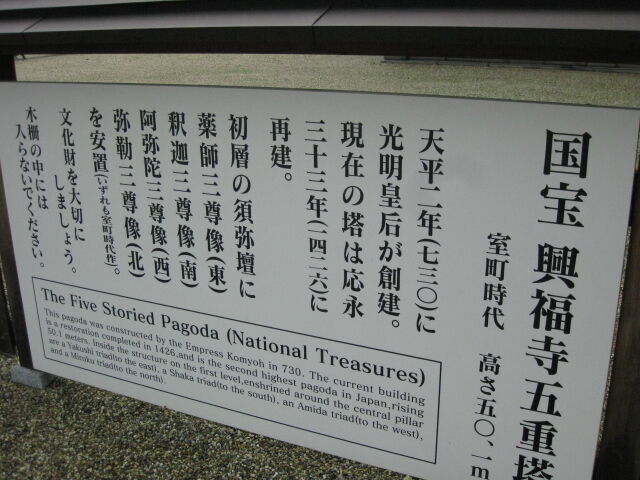 国宝 興福寺五重塔
室町時代 高さ五〇、一m
天平二年(七三〇)に
光明皇后が創建。
現在の塔は応永
三十三年(一四二六)に
再建。
初層の須弥壇に
薬師三尊像(東)
釈迦三尊像(南)
阿弥陀三尊像(西)
弥勒三尊像(北)
を安置(いずれも室町時代作)。
文化財を大切に
しましょう。
木柵の中には
入らないでください。
The Five Storied Pagoda (National Treasures)
This pagoda was constructed by the Empress Komyoh in 730. The current building
is a restoration completed in 1426.and is the second highest pagoda in Japan,rising
50.1 meters. Inside the structure on the first level,enshrined around the central pillar
are a Yakushi triad(to the east), a Shaka triad(to the south), an Amida triad(to the west),
and a Miroku triad(to the north).